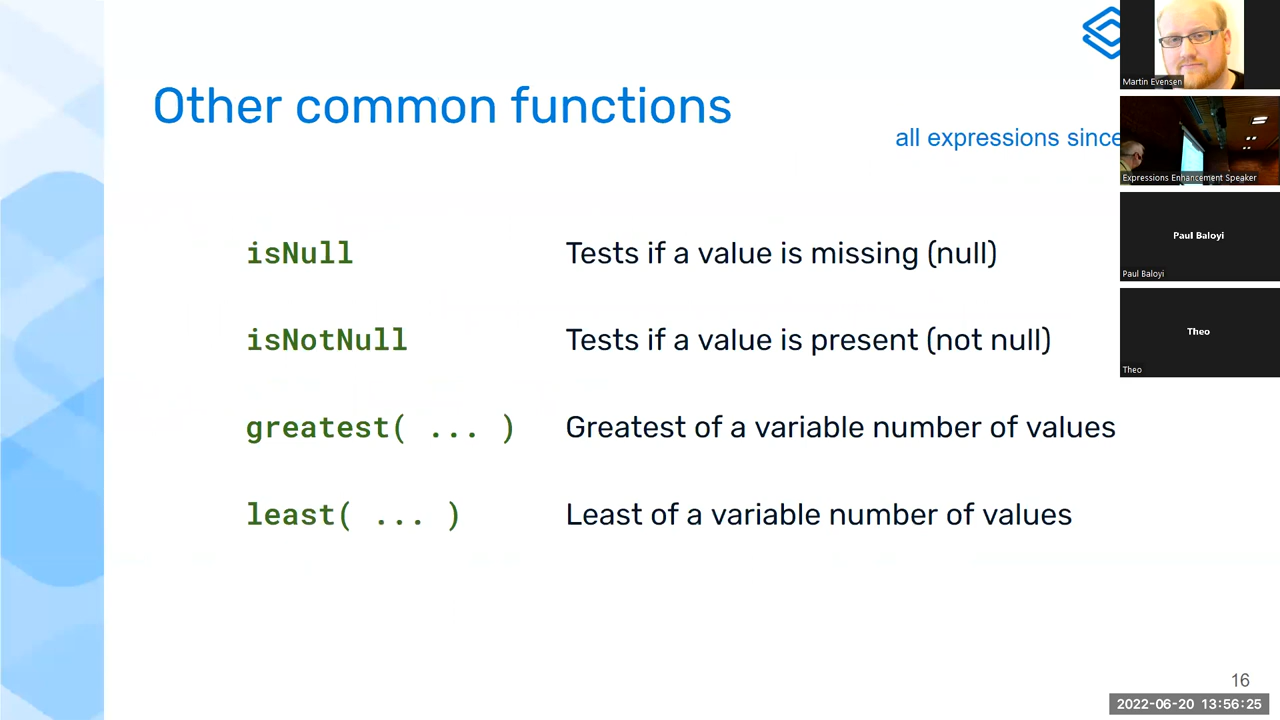 Other common functions
all expressions since
isNull Tests if a value is missing (null)
isNotNull Tests if a value is present (not null)
greatest( ... ) Greatest of a variable number of values
least( ... ) Least of a variable number of values
16
2022-06-20 13:56:25
Martin Evensen
Expressions Enhancement Speaker
Paul Baloyi
Paul Baloyi
Theo
Theo